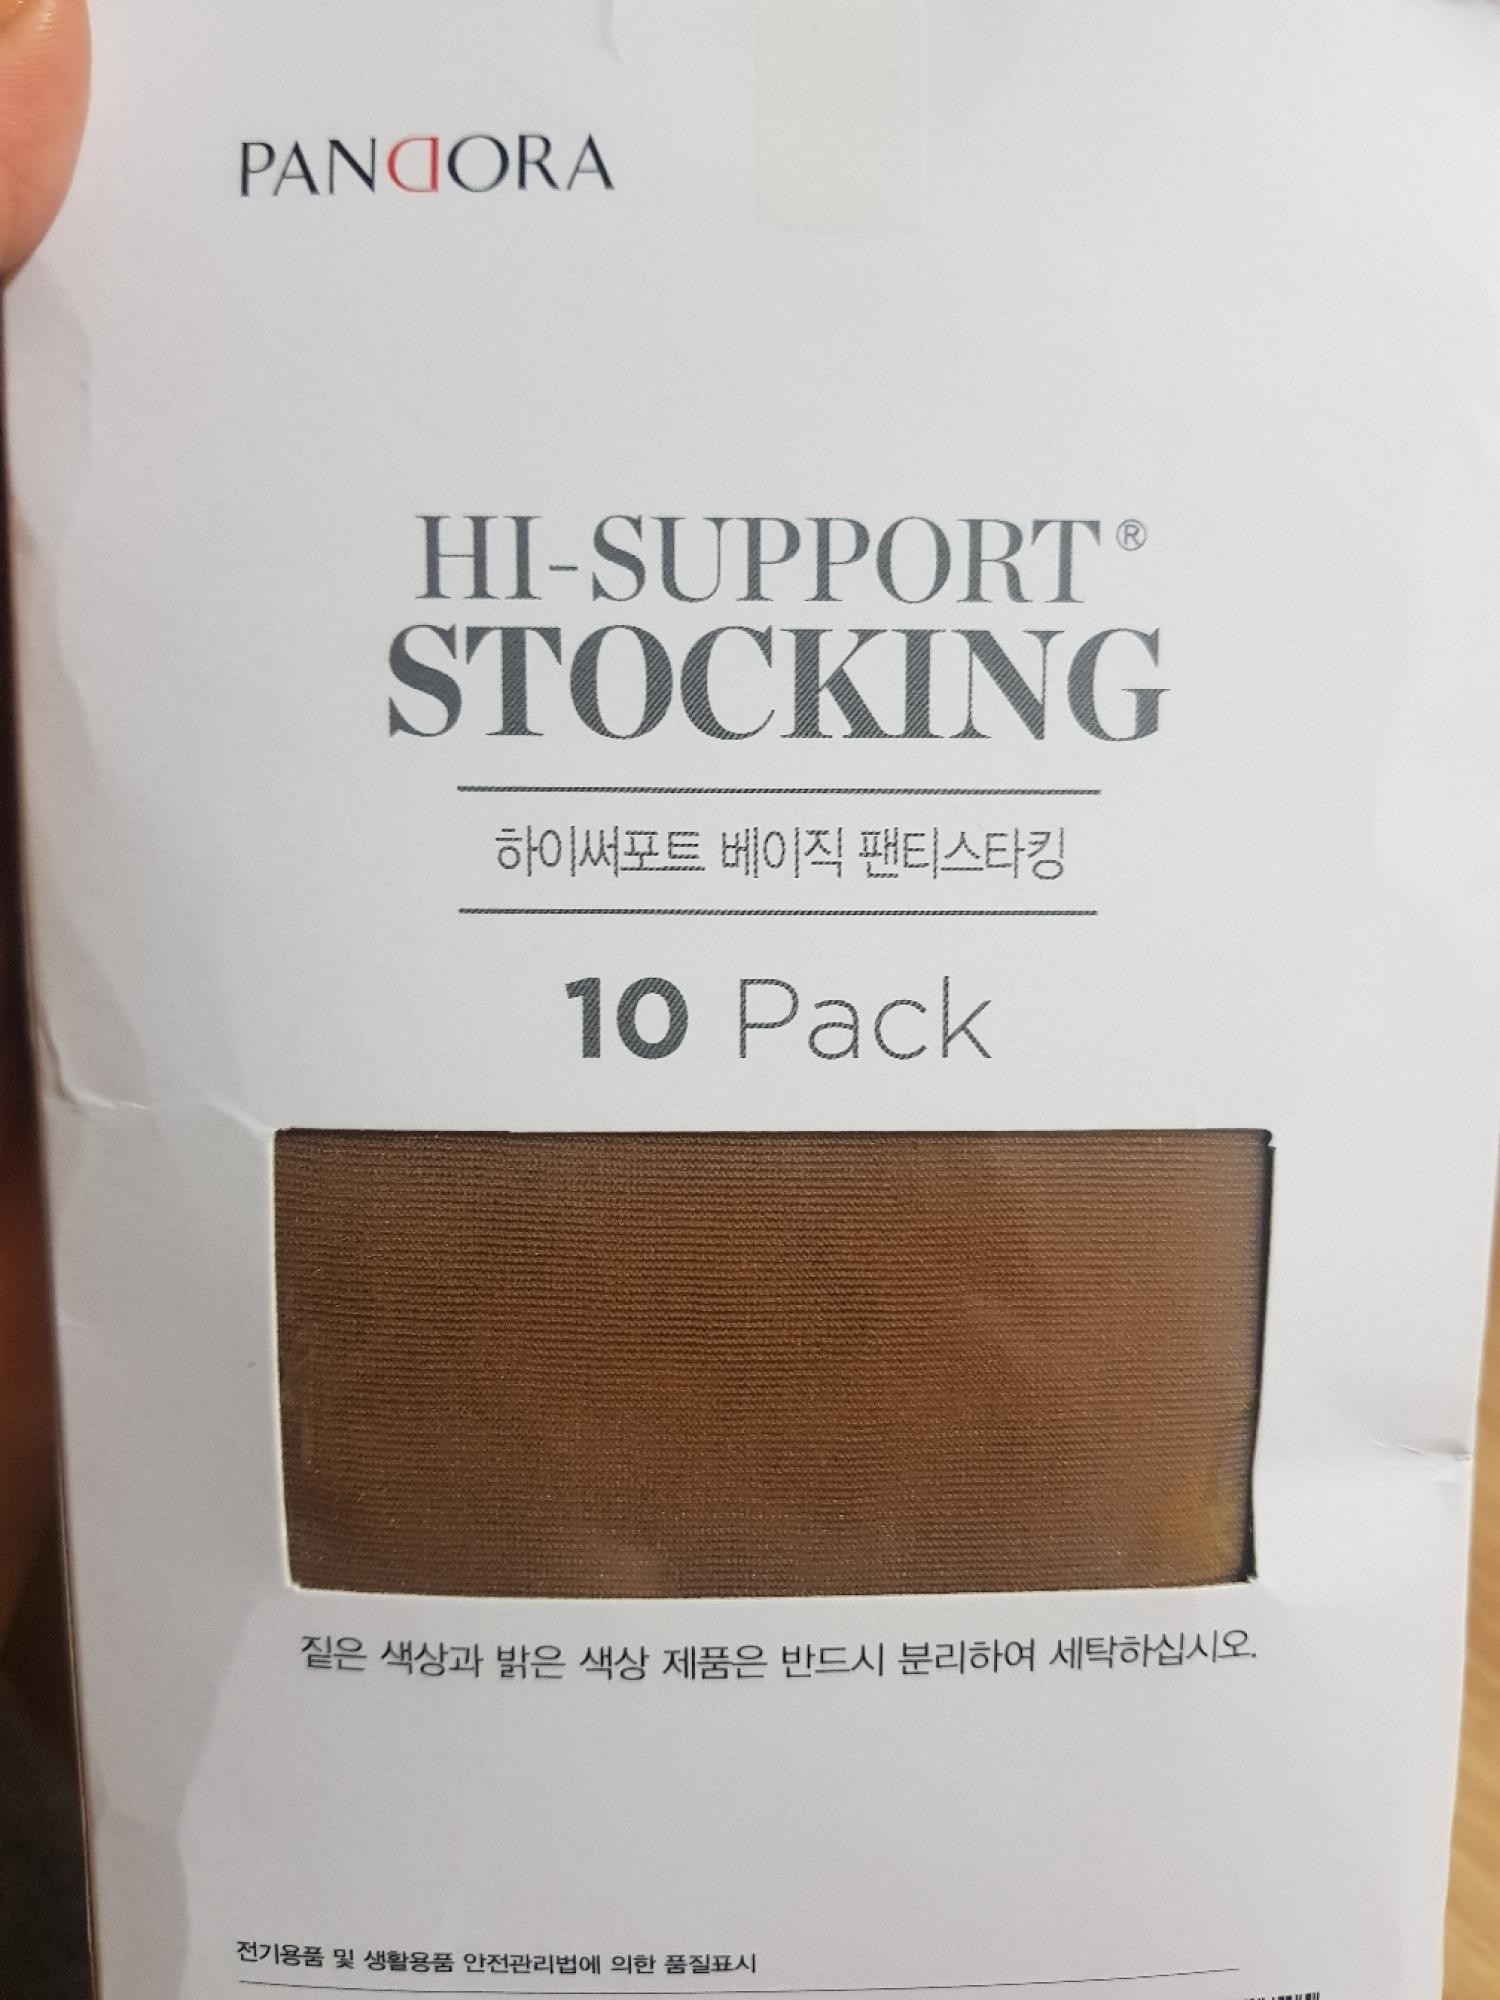 PANDORA
HI-SUPPORT®
STOCKING
하이써포트 베이직 팬티스타킹
10 Pack
짙은 색상과 밝은 색상 제품은 반드시 분리하여 세탁하십시오.
전기용품 및 생활용품 안전관리법에 의한 품질표시